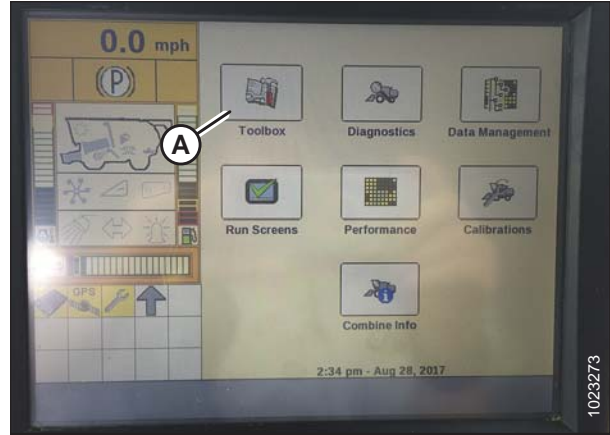 0.0 mph
(P)
A
Toolbox
Diagnostics
Data Management
Run Screens
Performance
Calibrations
GPS
Combine Info
2:34 pm - Aug 28, 2017
1023273